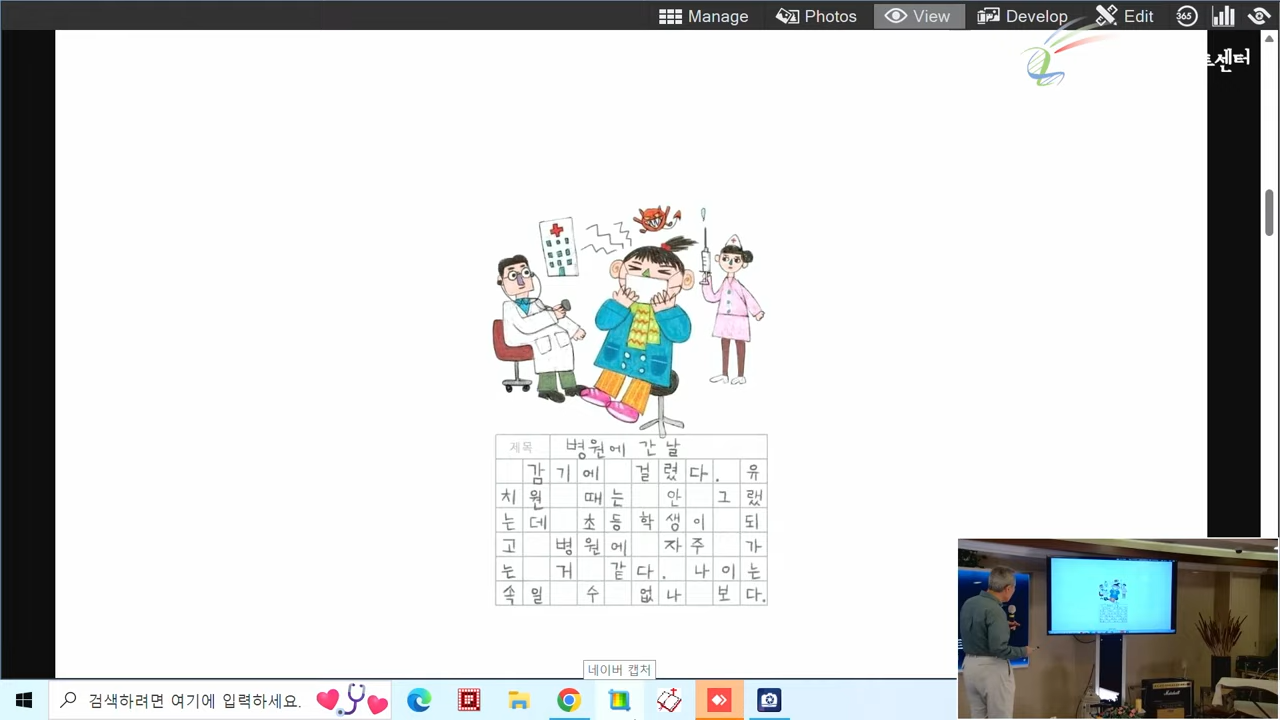 Manage Photos View Develop Edit 365
트센터
제목 병원에 간 날
감기에 걸렸다. 유
치원 때는 안 그랬
는데 초등학생이 되
고 병원에 자주 가
는 거 같다. 나이는
속일 수 없나 보다.
네이버 캡처
검색하려면 여기에 입력하세요.
Marshall